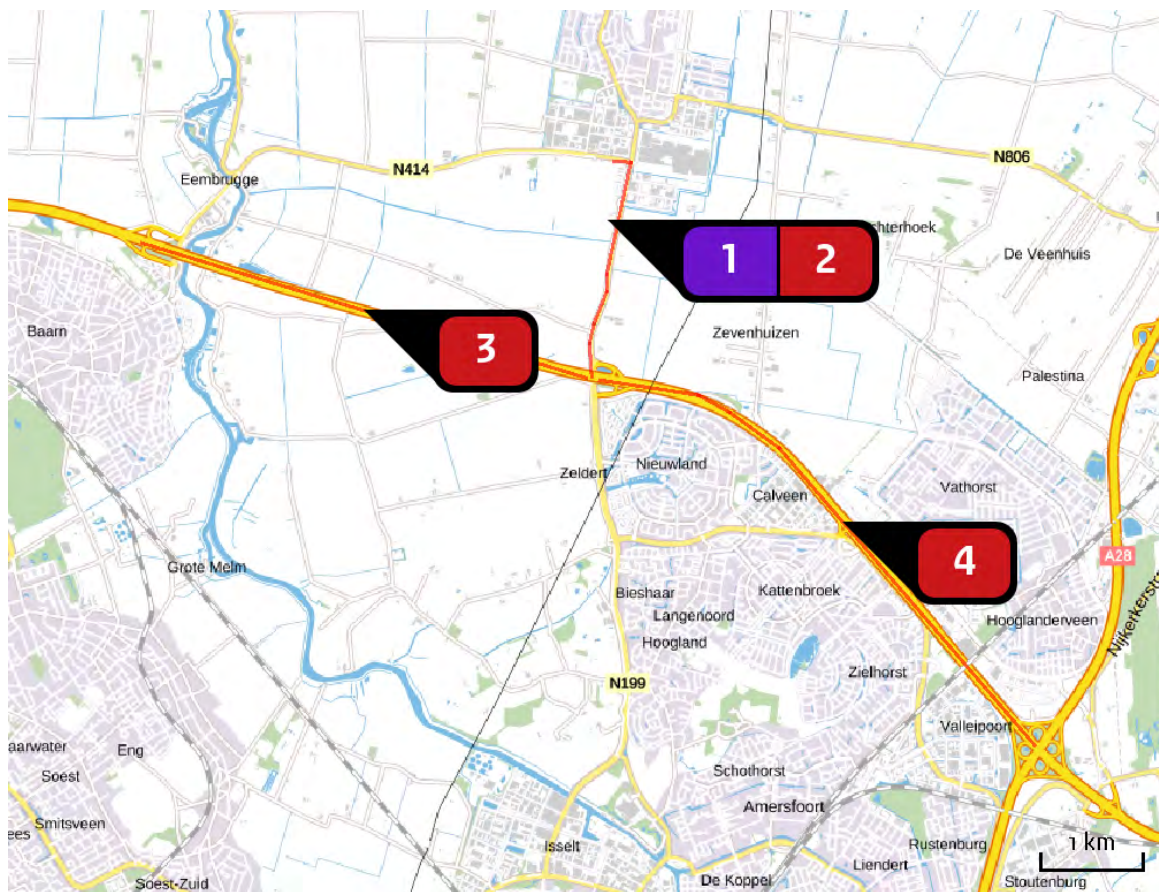 N414
N806
Eembrugge
chterhoek
De Veenhuis
1
2
Baarn
3
Zevenhuizen
Palestina
Zeldert
Nieuwland
Calveen
Vathorst
A28
Grote Melm
4
Bieshaar
Kattenbroek
Langenoord
Hooglanderveen
Hoogland
Nijkerkerstr
Zielhorst
N199
Valleipoort
aarwater
Eng
Soest
Schothorst
Amersfoort
Smitsveen
ees
Isselt
Rustenburg
1 km
Liendert
De Koppel
Stoutenburg
Soest-Zuid